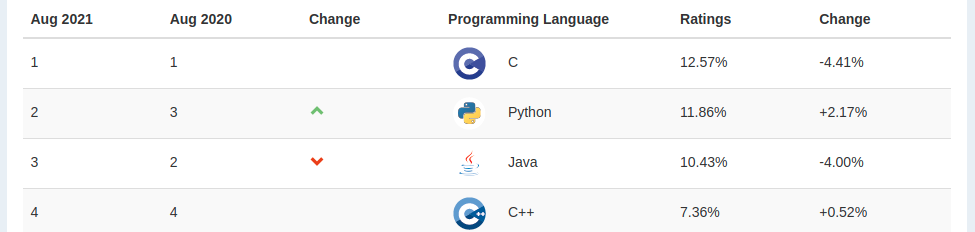 Aug 2021 Aug 2020 Change Programming Language Ratings Change
1 1 C 12.57% -4.41%
2 3 Python 11.86% +2.17%
3 2 Java 10.43% -4.00%
4 4 C++ 7.36% +0.52%